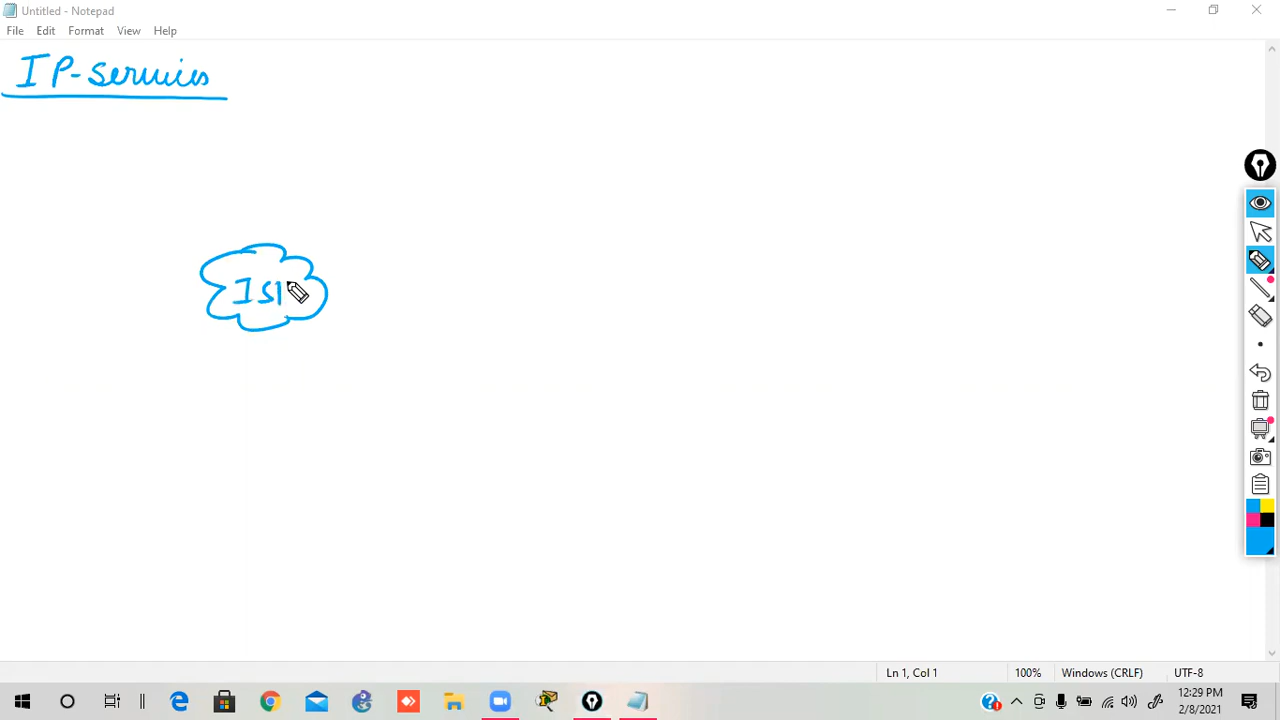 Untitled - Notepad
File Edit Format View Help
IP-services
ISP
Ln 1, Col 1 100% Windows (CRLF) UTF-8
12:29 PM
2/8/2021